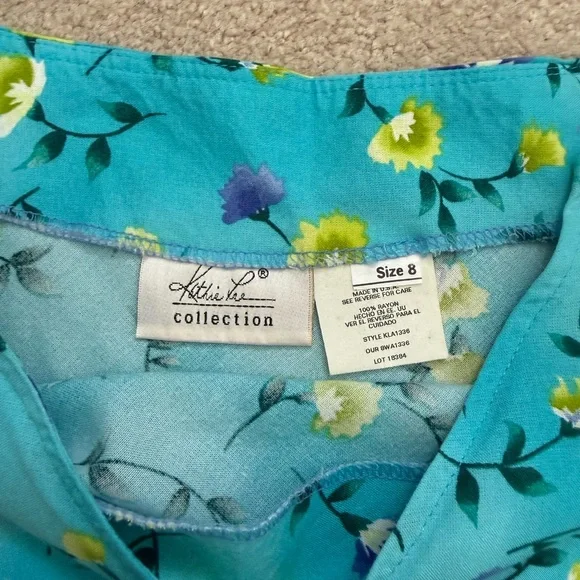 Kathie Lee ®
collection
Size 8
MADE IN U.S.A.
SEE REVERSE FOR CARE
100% RAYON
HECHO EN EE. UU
VER EL REVERSO PARA EL
CUIDADO
STYLE KLA1336
OUR 8WA1336
LOT 18384